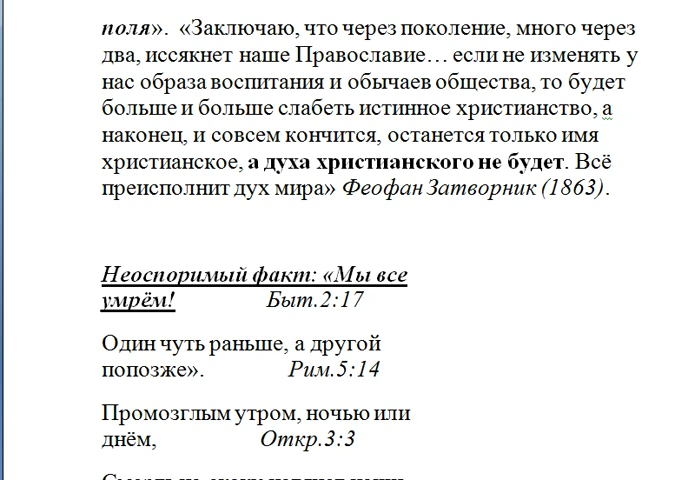 поля». «Заключаю, что через поколение, много через
два, иссякнет наше Православие… если не изменять у
нас образа воспитания и обычаев общества, то будет
больше и больше слабеть истинное христианство, а
наконец, и совсем кончится, останется только имя
христианское, а духа христианского не будет. Всё
преисполнит дух мира» Феофан Затворник (1863).
Неоспоримый факт: «Мы все
умрём! Быт.2:17
Один чуть раньше, а другой
попозже». Рим.5:14
Промозглым утром, ночью или
днём, Откр.3:3